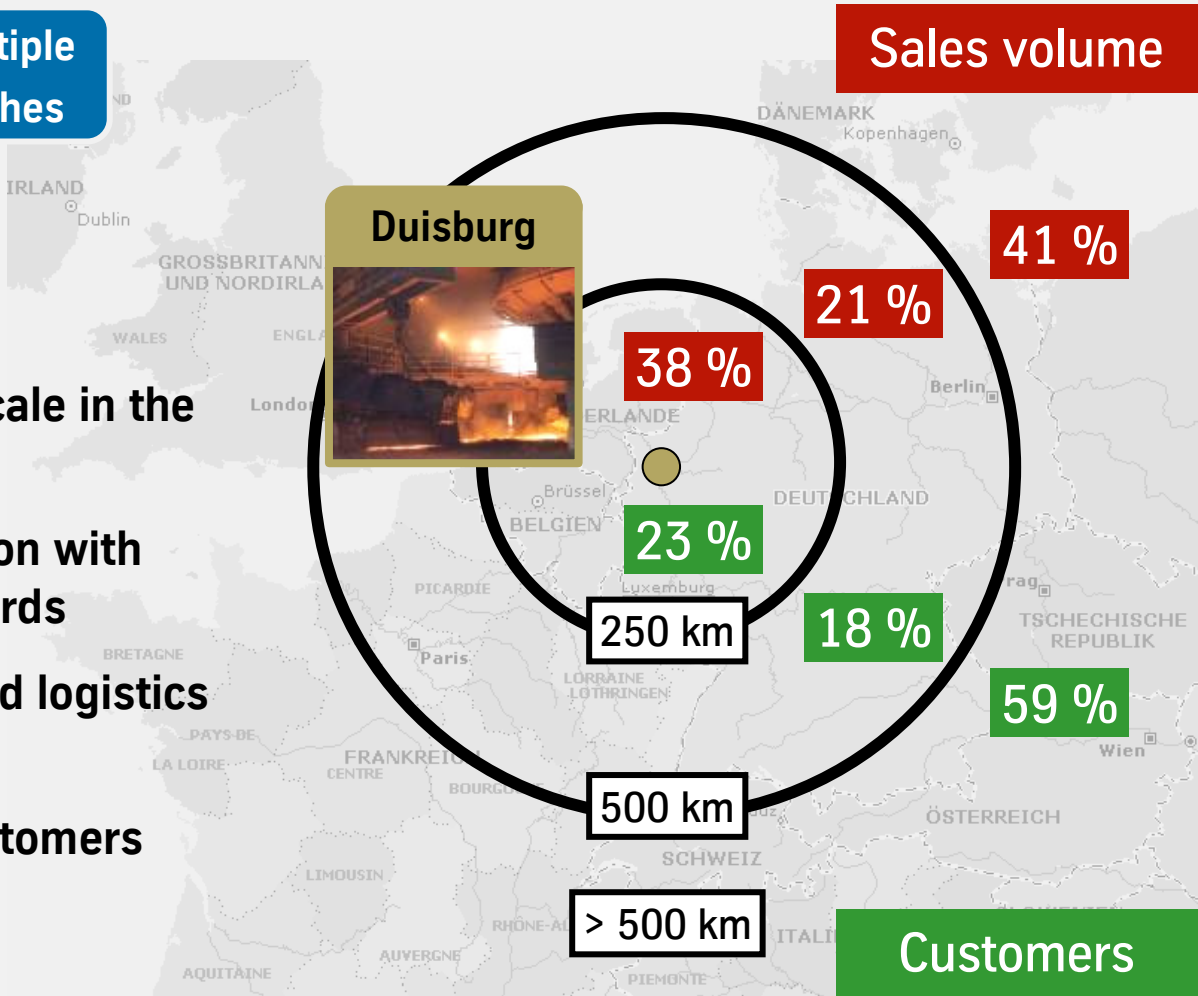 tiple
hes
Sales volume
DÄNEMARK
Kopenhagen
IRLAND
Dublin
Duisburg
41 %
GROSSBRITANN
UND NORDIRLA
21 %
WALES
ENGLA
38 %
Berlin
cale in the
London
ERLANDE
Brüssel
DEUTSCHLAND
BELGIEN
23 %
on with
rds
PICARDIE
Luxemburg
250 km
18 %
rag
TSCHECHISCHE
REPUBLIK
BRETAGNE
Paris
LORRAINE
LOTHRINGEN
d logistics
59 %
PAYS DE
LA LOIRE
Wien
FRANKREICH
CENTRE
BOURGO
500 km
ÖSTERREICH
tomers
SCHWEIZ
LIMOUSIN
> 500 km
RHÔNE-AL
ITALI
AUVERGNE
Customers
AQUITAINE
PIEMONTE